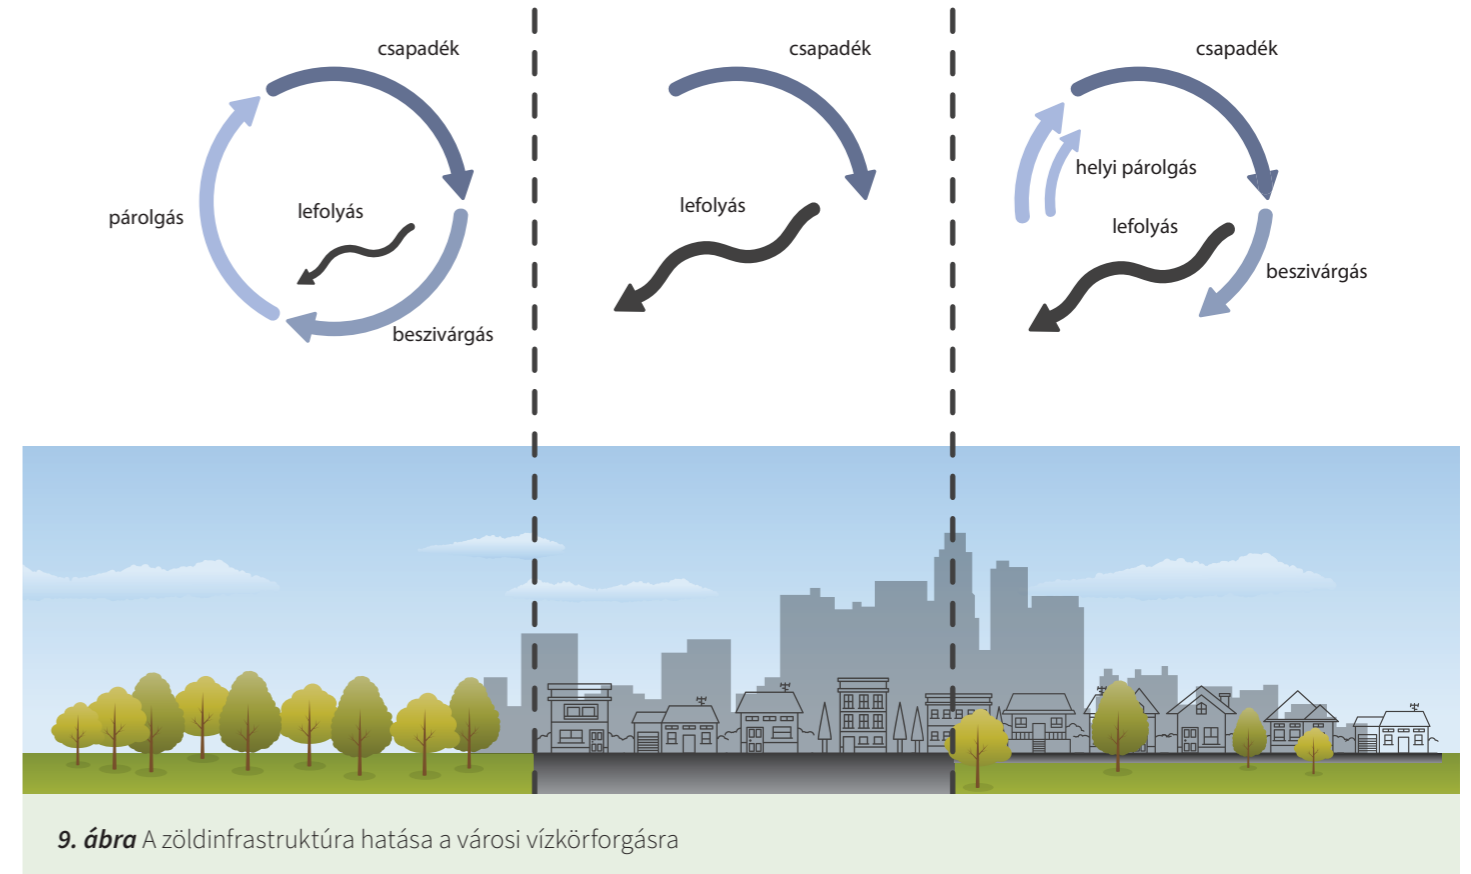 csapadék
párolgás
lefolyás
beszivárgás
csapadék
lefolyás
csapadék
helyi párolgás
lefolyás
beszivárgás
9. ábra A zöldinfrastruktúra hatása a városi vízkörforgásra